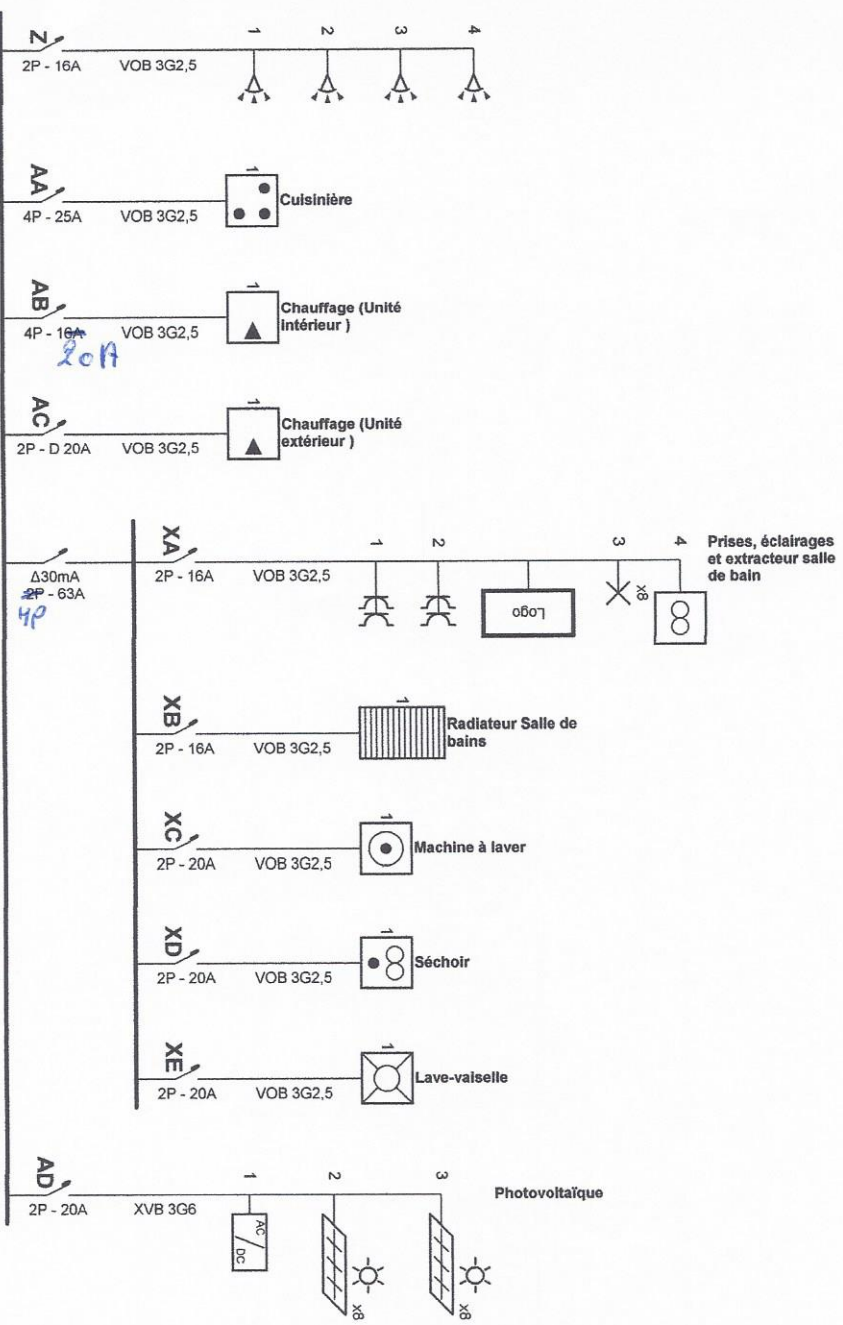 Z
2P - 16A VOB 3G2,5
1 2 3 4
AA
4P - 25A VOB 3G2,5
1
Cuisinière
AB
4P - 16A VOB 3G2,5
20A
1
Chauffage (Unité
intérieur )
AC
2P - D 20A VOB 3G2,5
1
Chauffage (Unité
extérieur )
Δ30mA
2P - 63A
4P
XA
2P - 16A VOB 3G2,5
1 2 Logo 3 x8 4
Prises, éclairages
et extracteur salle
de bain
XB
2P - 16A VOB 3G2,5
1
Radiateur Salle de
bains
XC
2P - 20A VOB 3G2,5
1
Machine à laver
XD
2P - 20A VOB 3G2,5
1
Séchoir
XE
2P - 20A VOB 3G2,5
1
Lave-vaiselle
AD
2P - 20A XVB 3G6
1 2 3
AC / DC
x8 x8
Photovoltaïque